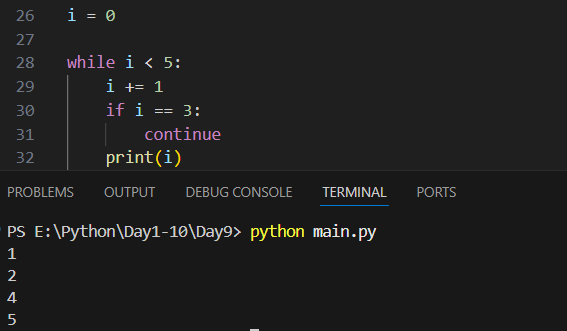 26 i = 0
27
28 while i < 5:
29     i += 1
30     if i == 3:
31         continue
32     print(i)
PROBLEMS OUTPUT DEBUG CONSOLE TERMINAL PORTS
PS E:\Python\Day1-10\Day9> python main.py
1
2
4
5